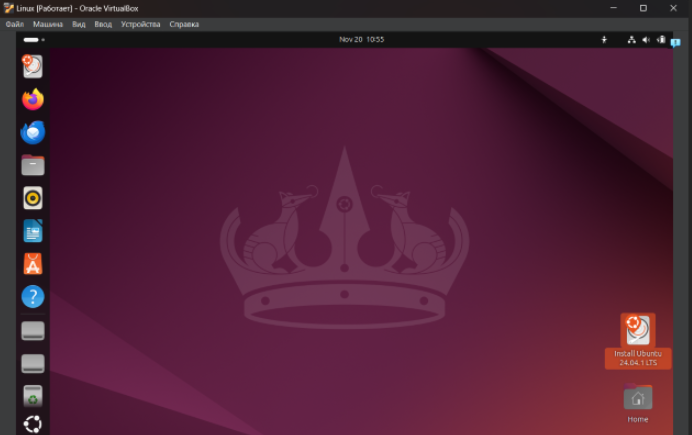 Linux [Работает] - Oracle VirtualBox
Файл Машина Вид Ввод Устройства Справка
Nov 20 10:55
Install Ubuntu
24.04.1 LTS
Home